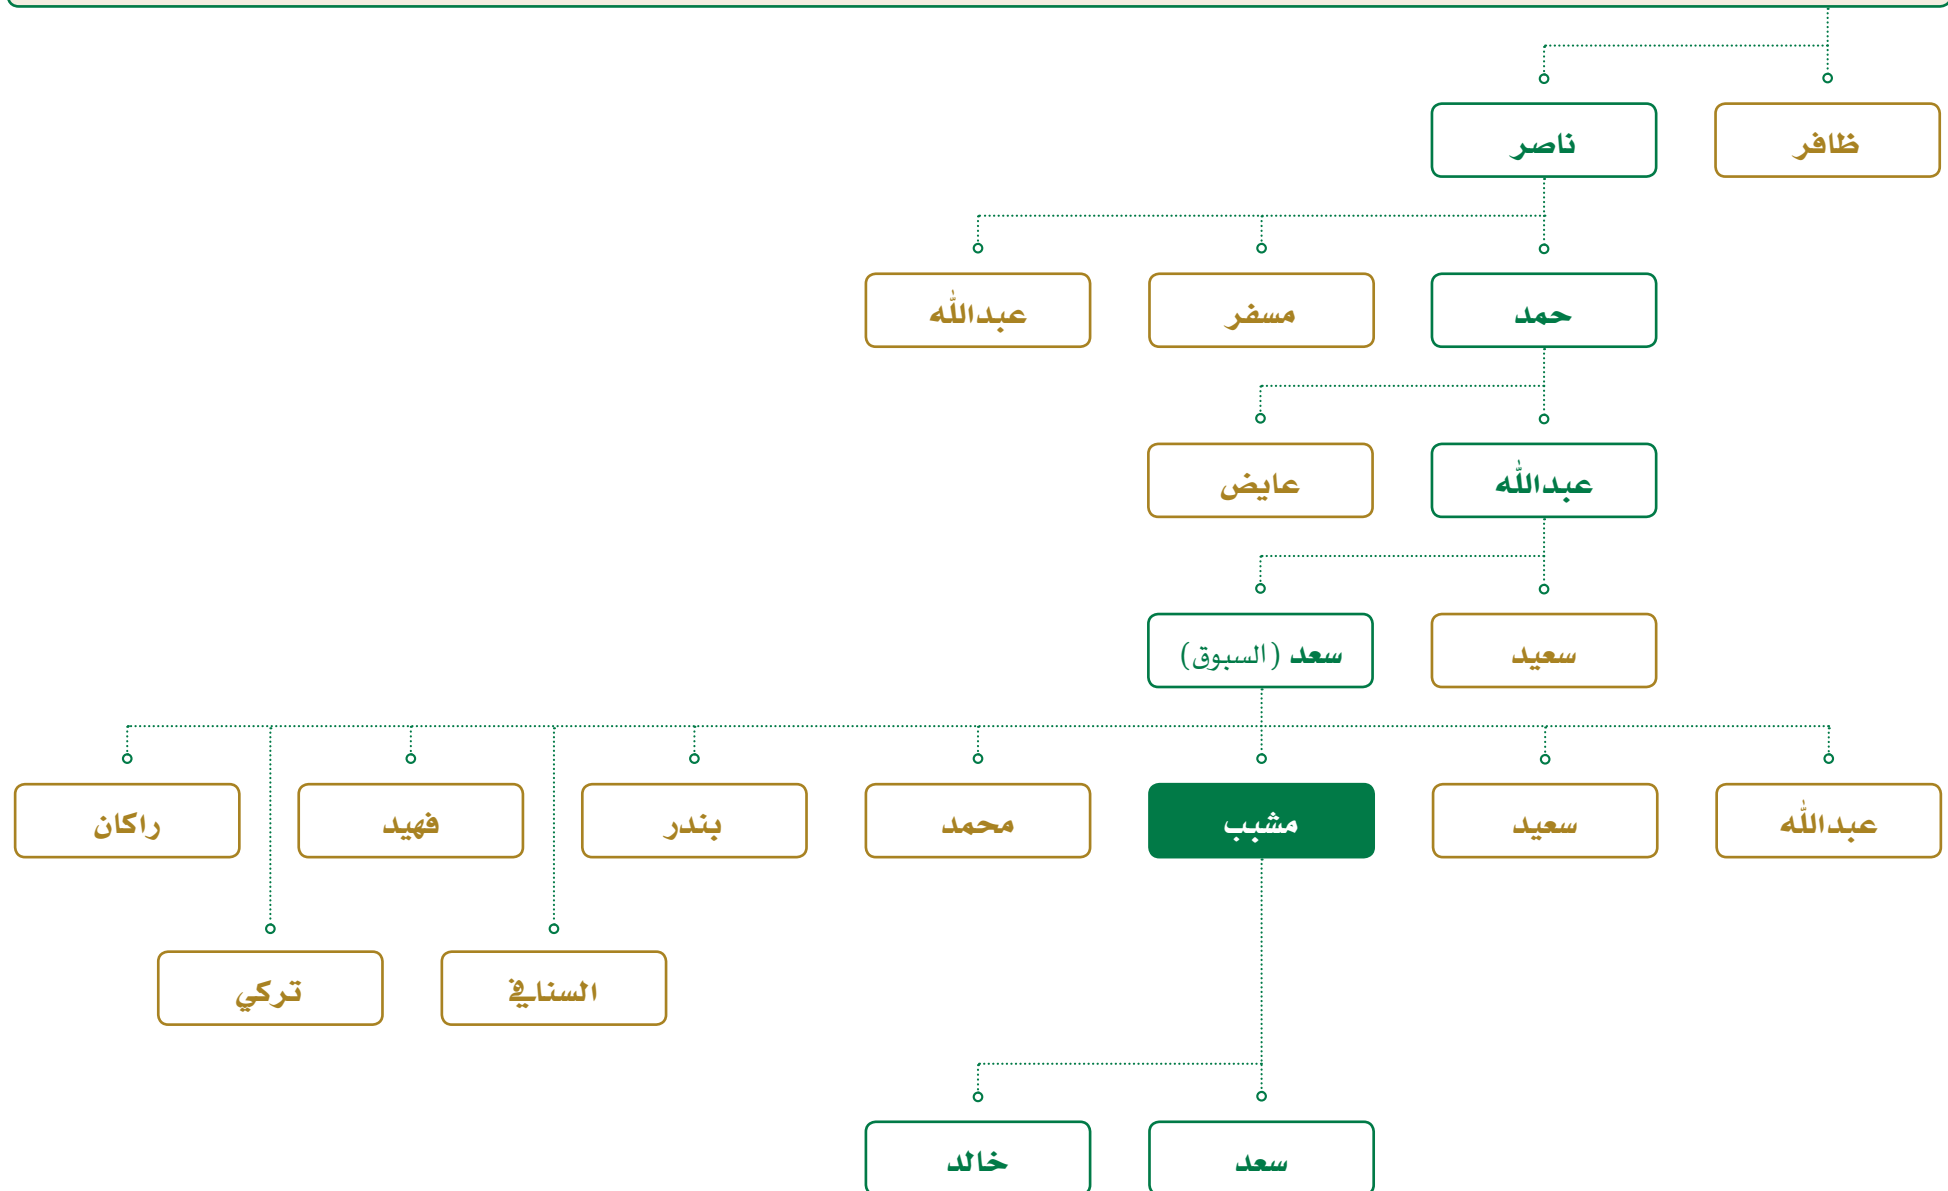 ظافر
ناصر
حمد
مسفر
عبدالله
عبدالله
عايض
سعيد
سعد (السبوق)
عبدالله
سعيد
مشبب
محمد
بندر
فهيد
راكان
السنافي
تركي
سعد
خالد